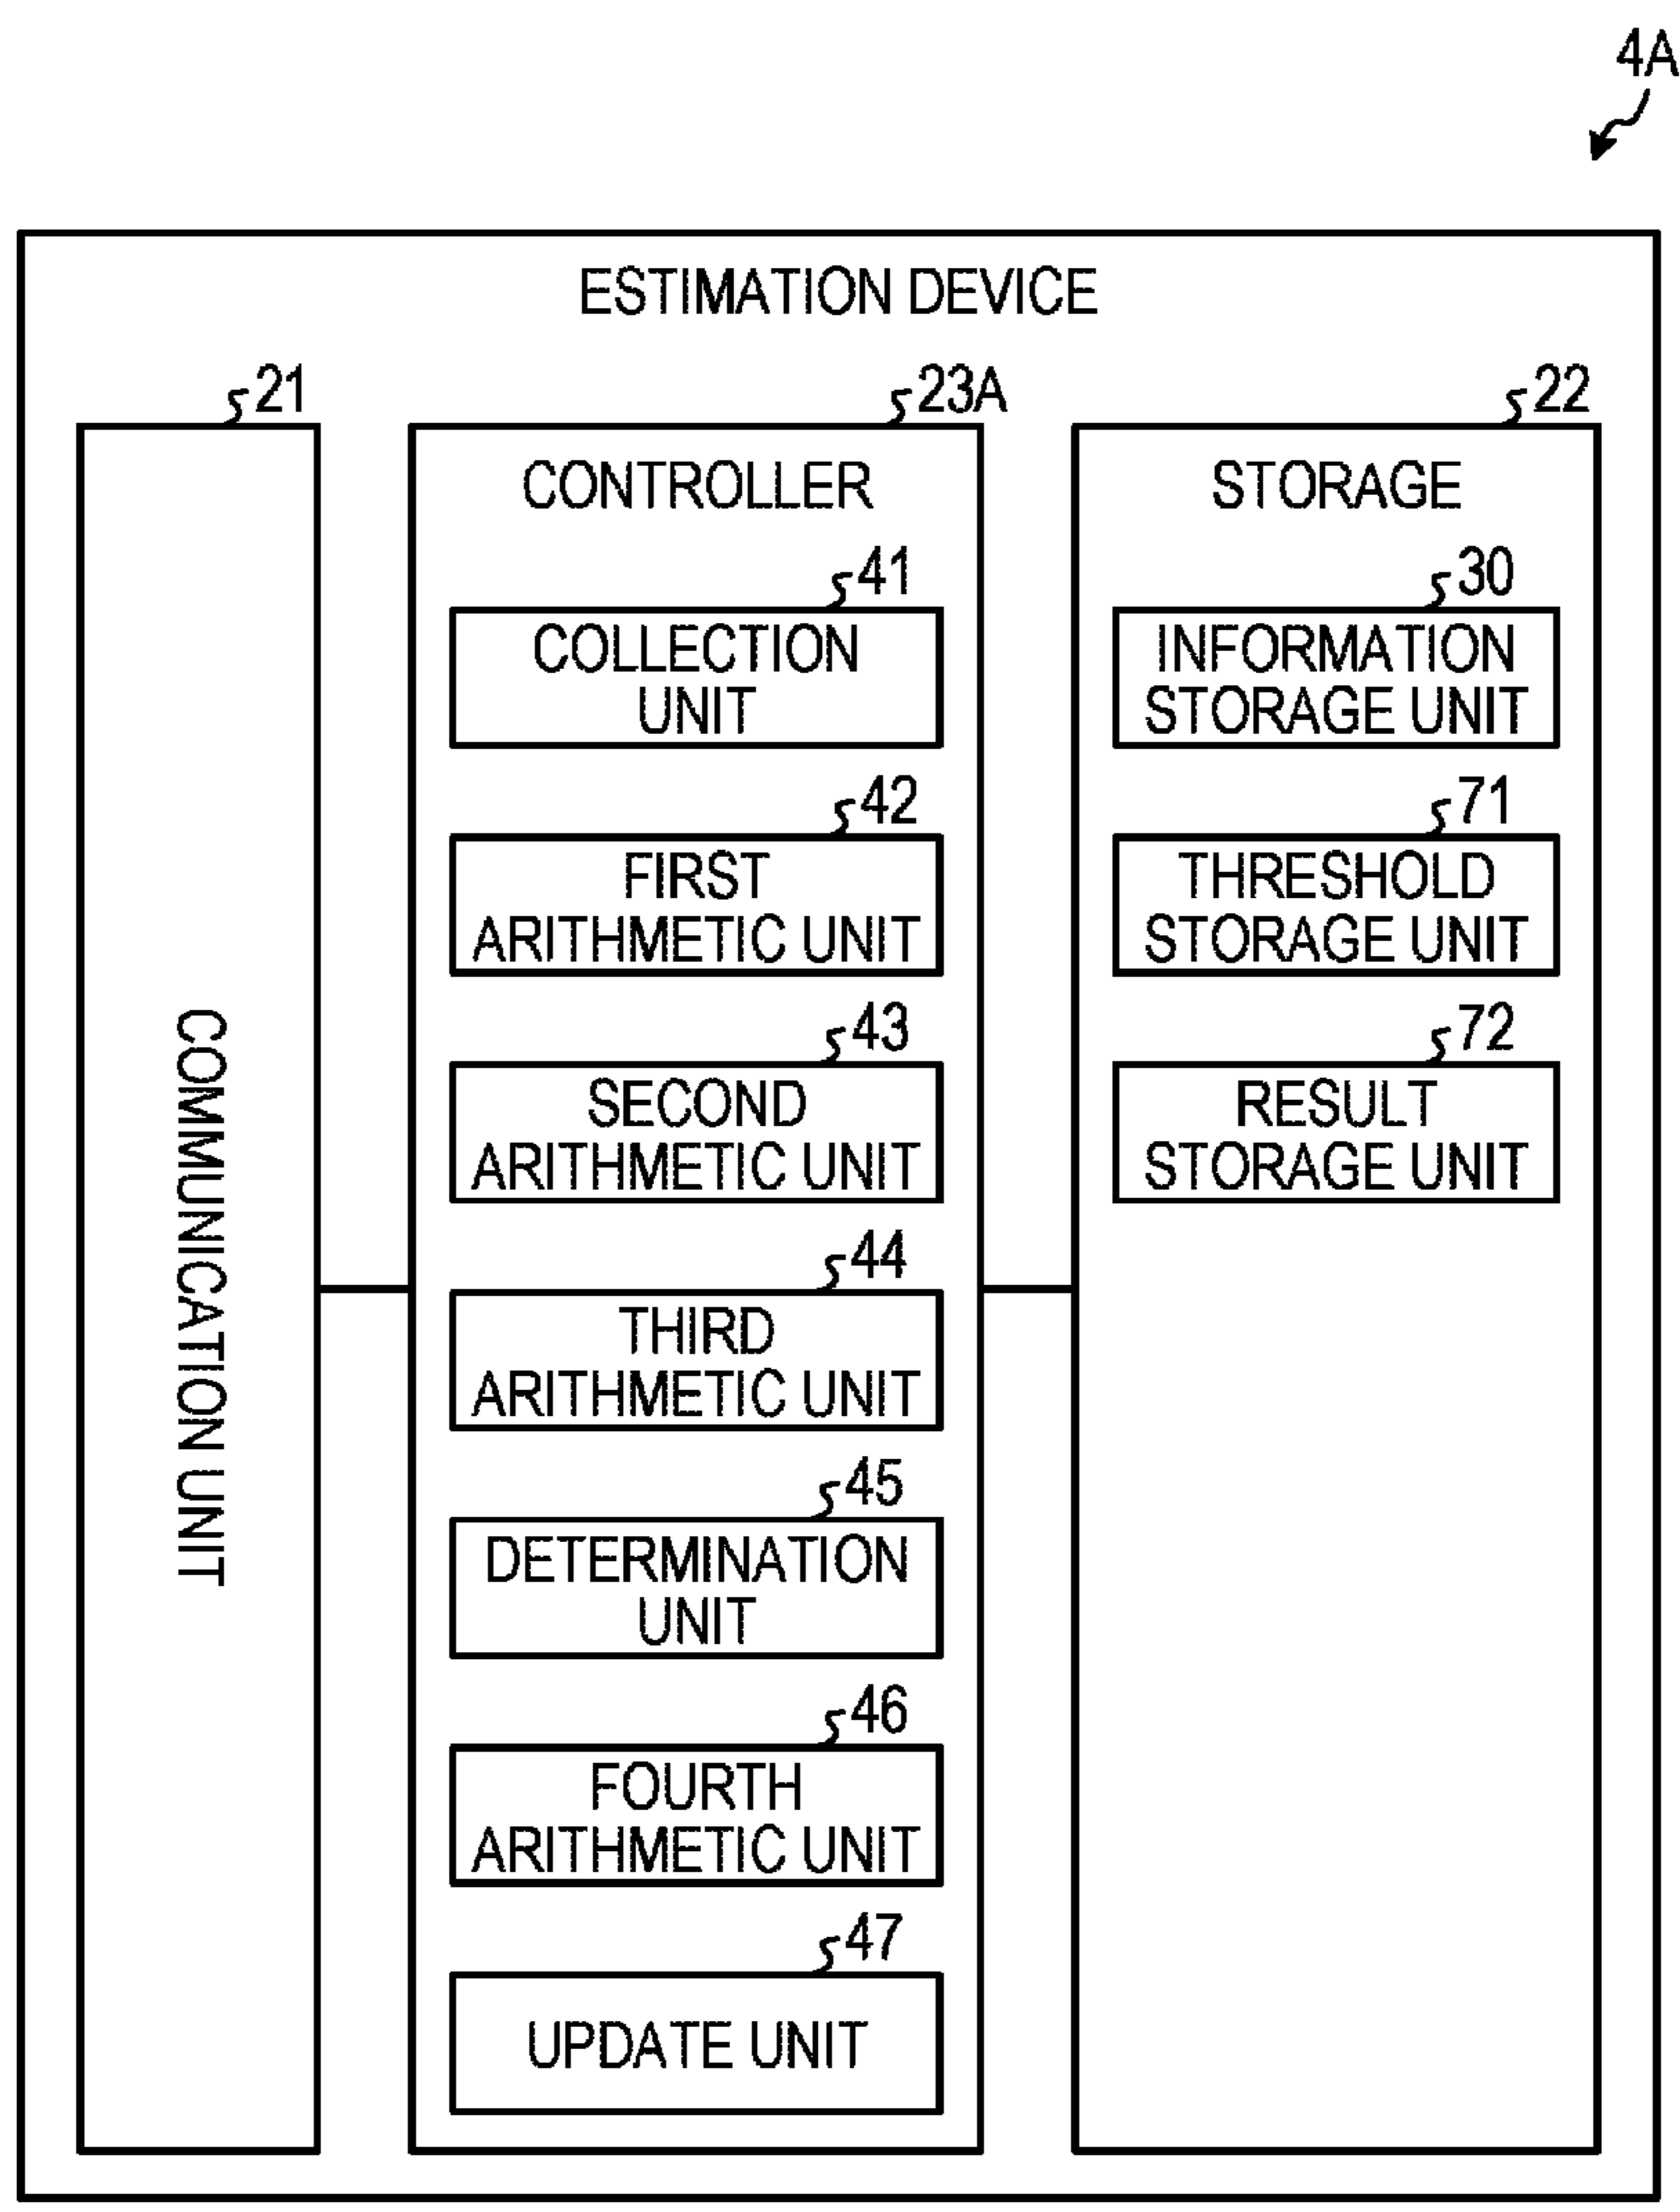 4A
ESTIMATION DEVICE
21
COMMUNICATION UNIT
23A
CONTROLLER
41
COLLECTION
UNIT
42
FIRST
ARITHMETIC UNIT
43
SECOND
ARITHMETIC UNIT
44
THIRD
ARITHMETIC UNIT
45
DETERMINATION
UNIT
46
FOURTH
ARITHMETIC UNIT
47
UPDATE UNIT
22
STORAGE
30
INFORMATION
STORAGE UNIT
71
THRESHOLD
STORAGE UNIT
72
RESULT
STORAGE UNIT